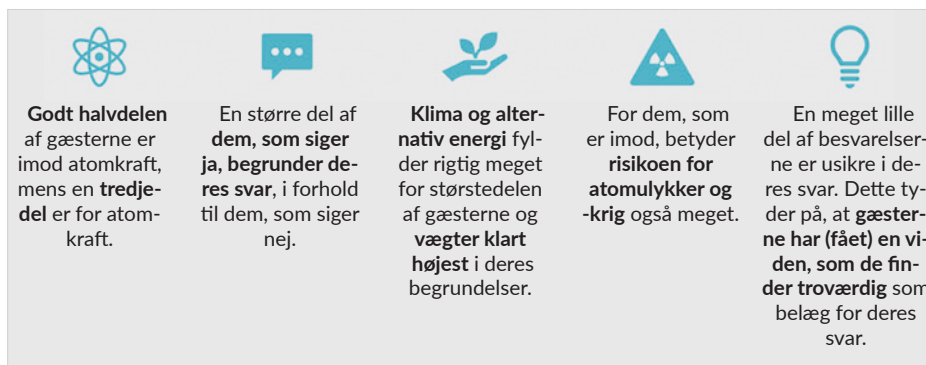 Godt halvdelen
af gæsterne er
imod atomkraft,
mens en tredje-
del er for atom-
kraft.
En større del af
dem, som siger
ja, begrunder de-
res svar, i forhold
til dem, som siger
nej.
Klima og alter-
nativ energi fyl-
der rigtig meget
for størstedelen
af gæsterne og
vægter klart
højest i deres
begrundelser.
For dem, som
er imod, betyder
risikoen for
atomulykker og
-krig også meget.
En meget lille
del af besvarelser-
ne er usikre i de-
res svar. Dette ty-
der på, at gæster-
ne har (fået) en vi-
den, som de fin-
der troværdig som
belæg for deres
svar.